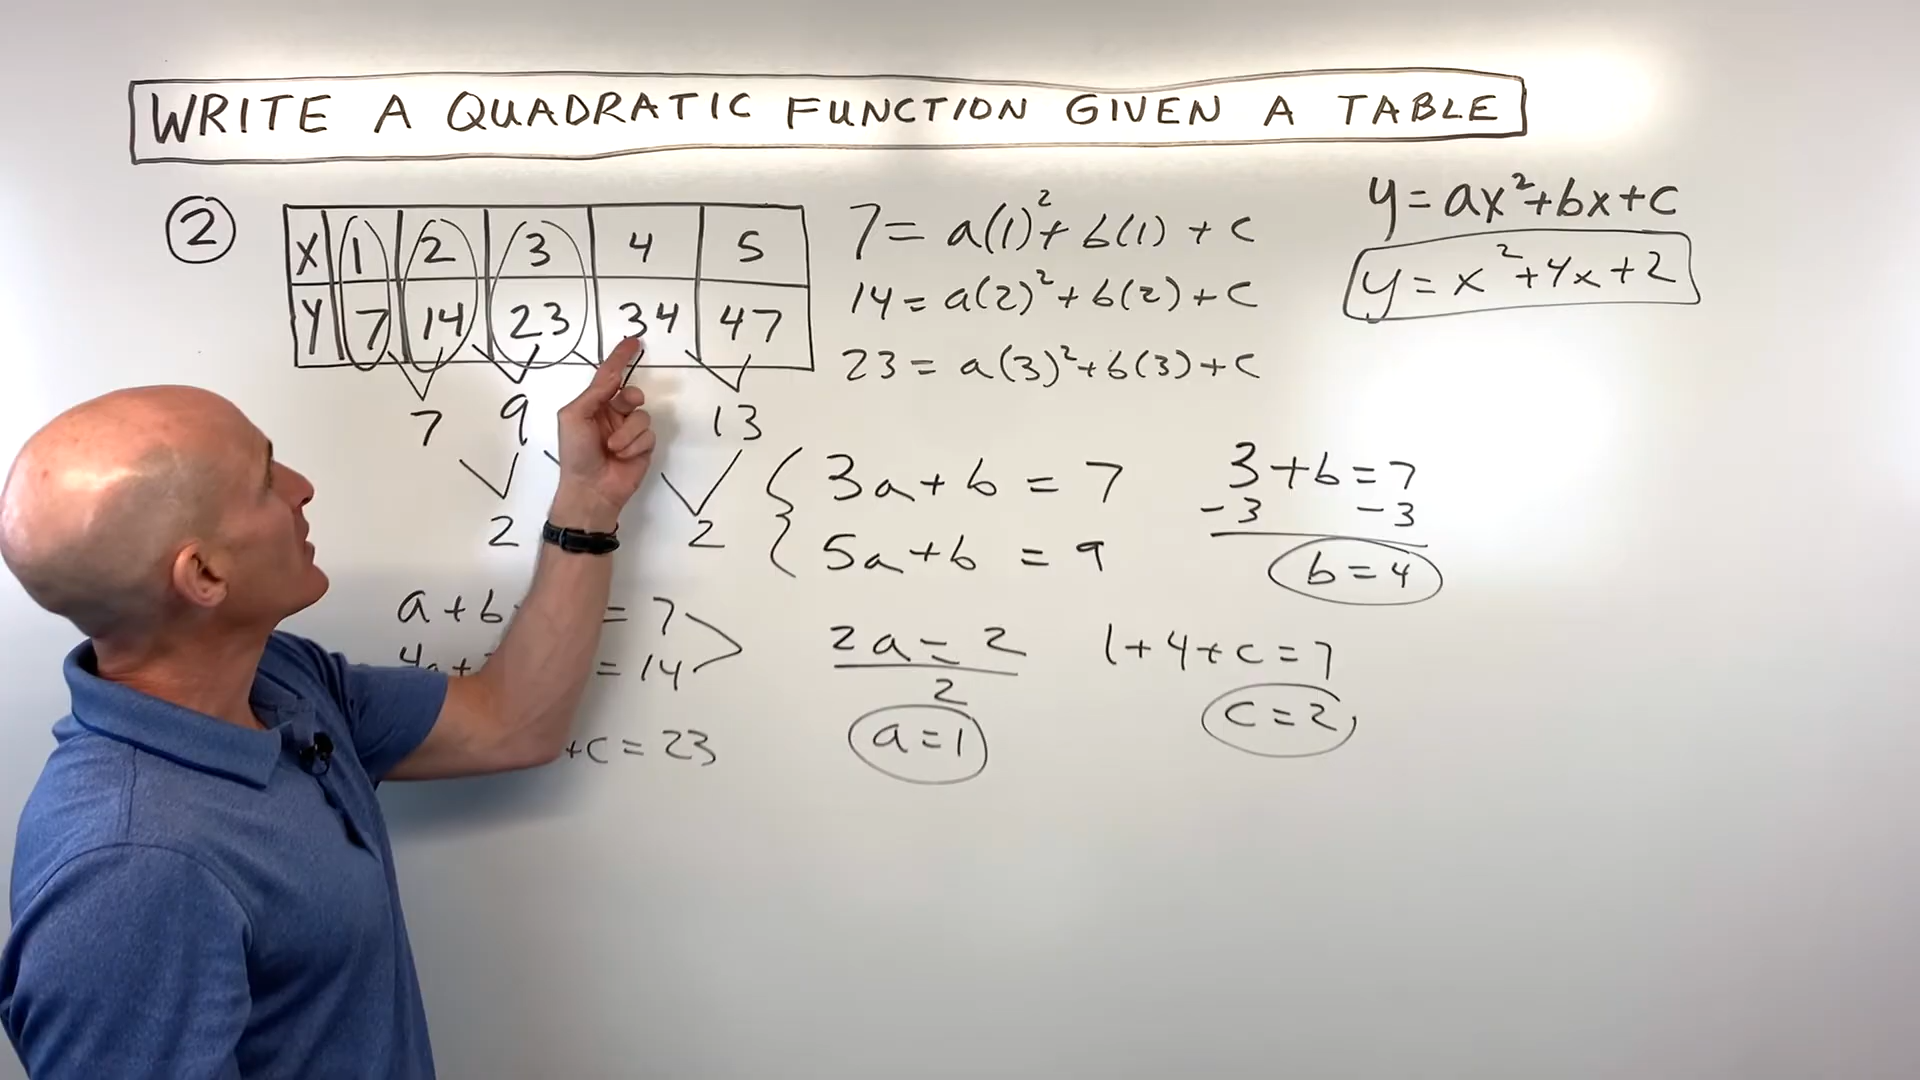 WRITE A QUADRATIC FUNCTION GIVEN A TABLE
②
X 1 2 3 4 5
Y 7 14 23 34 47
7 9 13
2 2
7 = a(1)²+ b(1) + c
14 = a(2)² + b(2) + c
23 = a(3)² + b(3) + c
y = ax²+bx+c
y = x²+4x+2
3a + b = 7
5a + b = 9
3 + b = 7
-3 -3
b = 4
a + b = 7
= 14
+c = 23
2a = 2
2
a = 1
1 + 4 + c = 7
c = 2